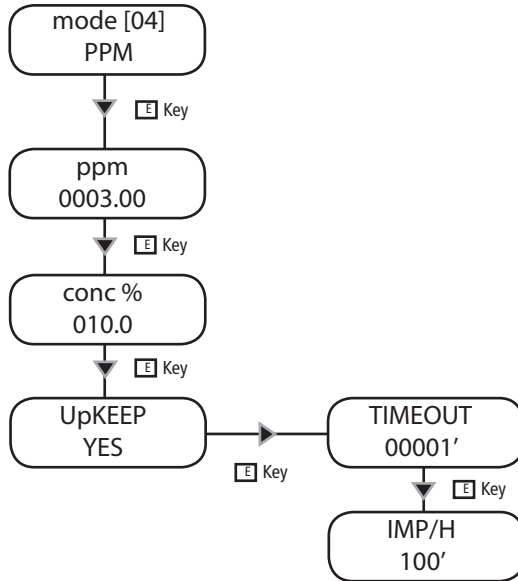 mode [04]
PPM
E Key
ppm
0003.00
E Key
conc %
010.0
E Key
UpKEEP
YES
E Key
TIMEOUT
00001’
E Key
IMP/H
100’